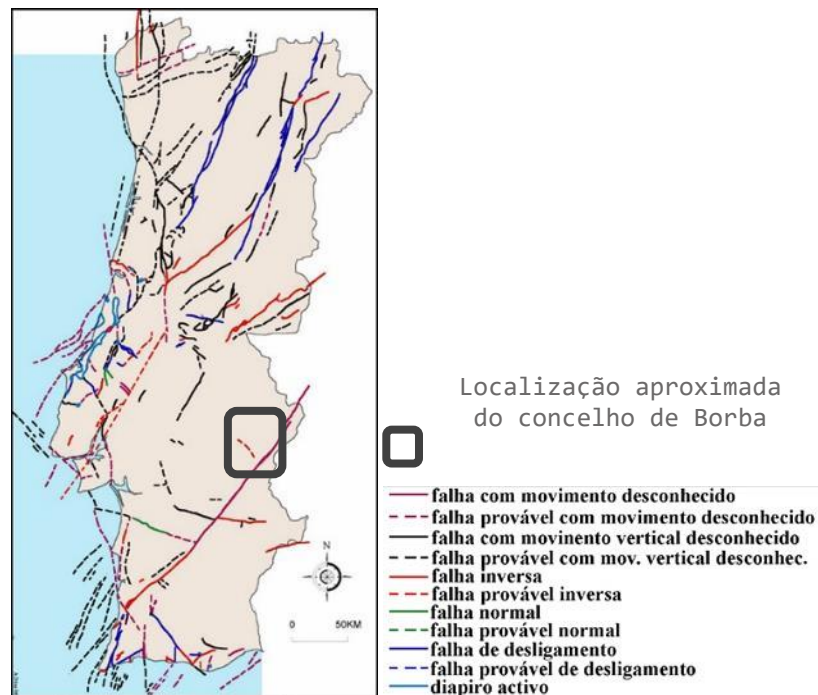 Localização aproximada
do concelho de Borba
falha com movimento desconhecido
falha provável com movimento desconhecido
falha com movinento vertical desconhecido
falha provável com mov. vertical desconhec.
falha inversa
falha provável inversa
falha normal
falha provável normal
falha de desligamento
falha provável de desligamento
diapiro activo
N
0 50KM